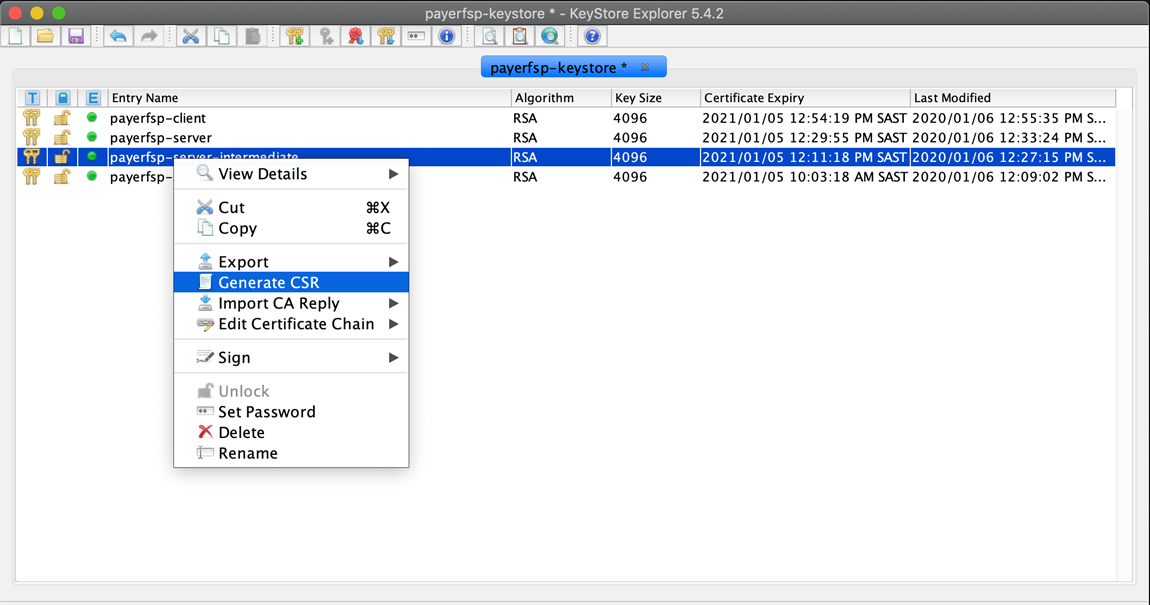 payerfsp-keystore * - KeyStore Explorer 5.4.2
payerfsp-keystore *
T E Entry Name Algorithm Key Size Certificate Expiry Last Modified
payerfsp-client RSA 4096 2021/01/05 12:54:19 PM SAST 2020/01/06 12:55:35 PM S...
payerfsp-server RSA 4096 2021/01/05 12:29:55 PM SAST 2020/01/06 12:33:24 PM S...
payerfsp-server-intermediate RSA 4096 2021/01/05 12:11:18 PM SAST 2020/01/06 12:27:15 PM S...
payerfsp- RSA 4096 2021/01/05 10:03:18 AM SAST 2020/01/06 12:09:02 PM S...
View Details
Cut ⌘X
Copy ⌘C
Export
Generate CSR
Import CA Reply
Edit Certificate Chain
Sign
Unlock
Set Password
Delete
Rename